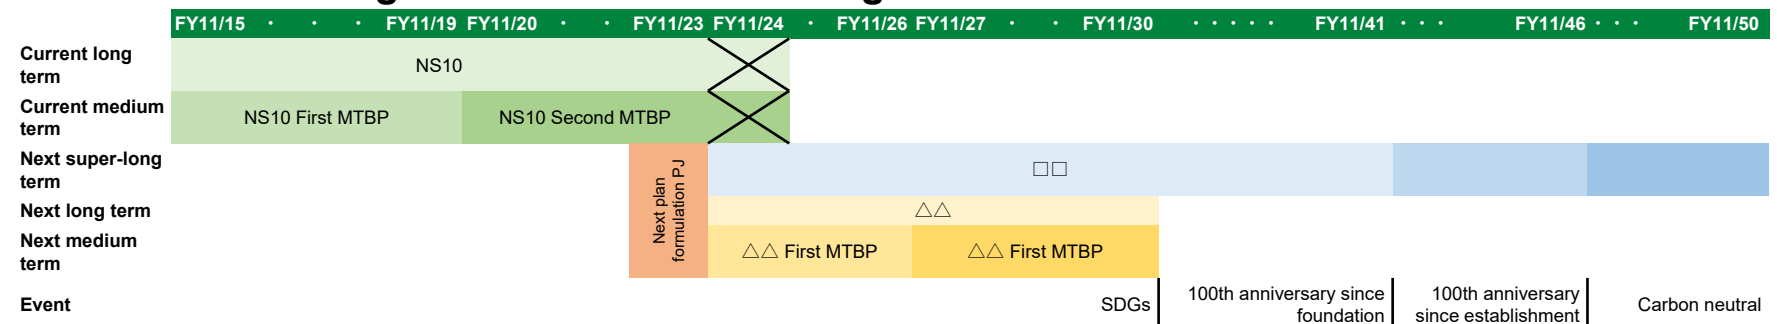 FY11/15 · · · FY11/19 FY11/20 · · FY11/23 FY11/24 · FY11/26 FY11/27 · · FY11/30 · · · · · FY11/41 · · · FY11/46 · · · FY11/50
Current long
term
NS10
Current medium
term
NS10 First MTBP
NS10 Second MTBP
Next super-long
term
□□
Next plan
formulation PJ
Next long term
△△
Next medium
term
△△ First MTBP
△△ First MTBP
Event
SDGs
100th anniversary since
foundation
100th anniversary
since establishment
Carbon neutral